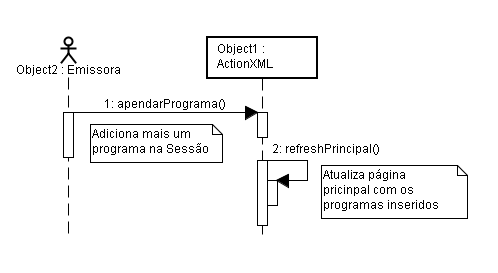 Object1 :
ActionXML
Object2 : Emissora
1: apendarPrograma()
Adiciona mais um
programa na Sessão
2: refreshPrincipal()
Atualiza página
pricinpal com os
programas inseridos